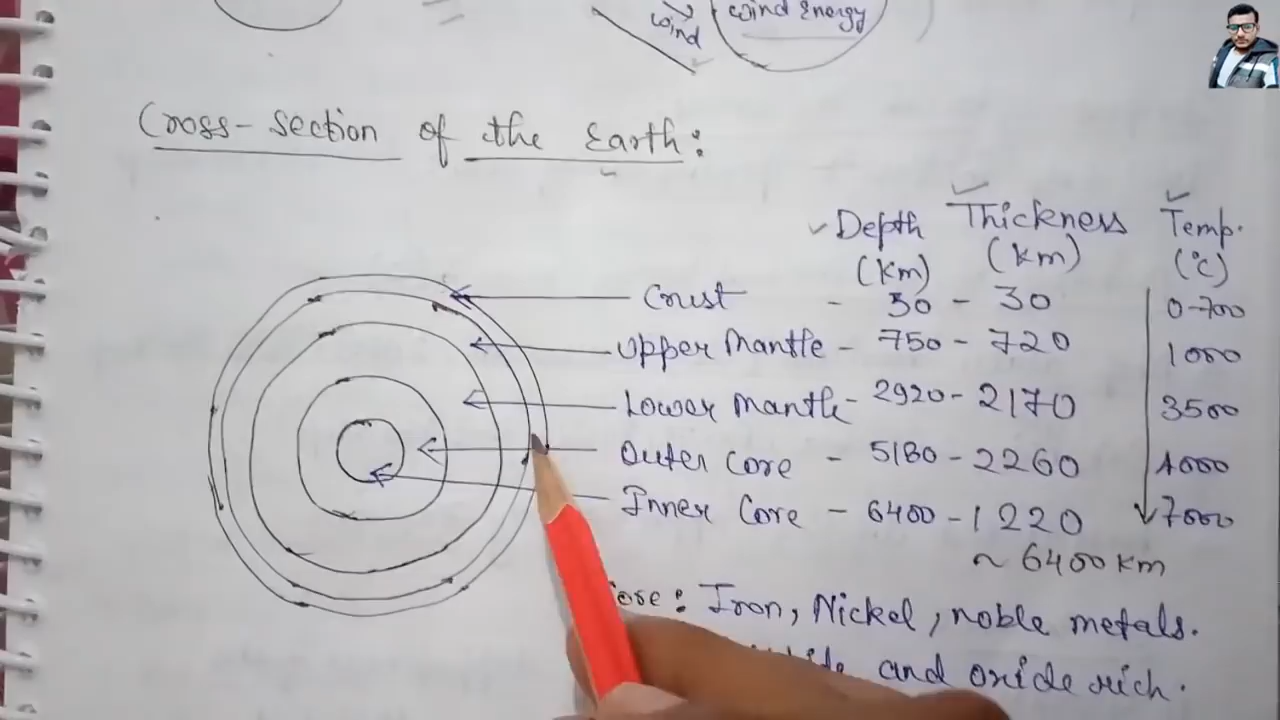 wind
wind Energy
Cross-section of the Earth:
Depth (km) Thickness (km) Temp. (°C)
Crust - 30 - 30 0-700
Upper Mantle - 750 - 720 1000
Lower Mantle - 2920 - 2170 3500
Outer Core - 5180 - 2260 4000
Inner Core - 6400 - 1220 7000
~ 6400 km
: Iron, Nickel, noble metals.
and oxide rich.